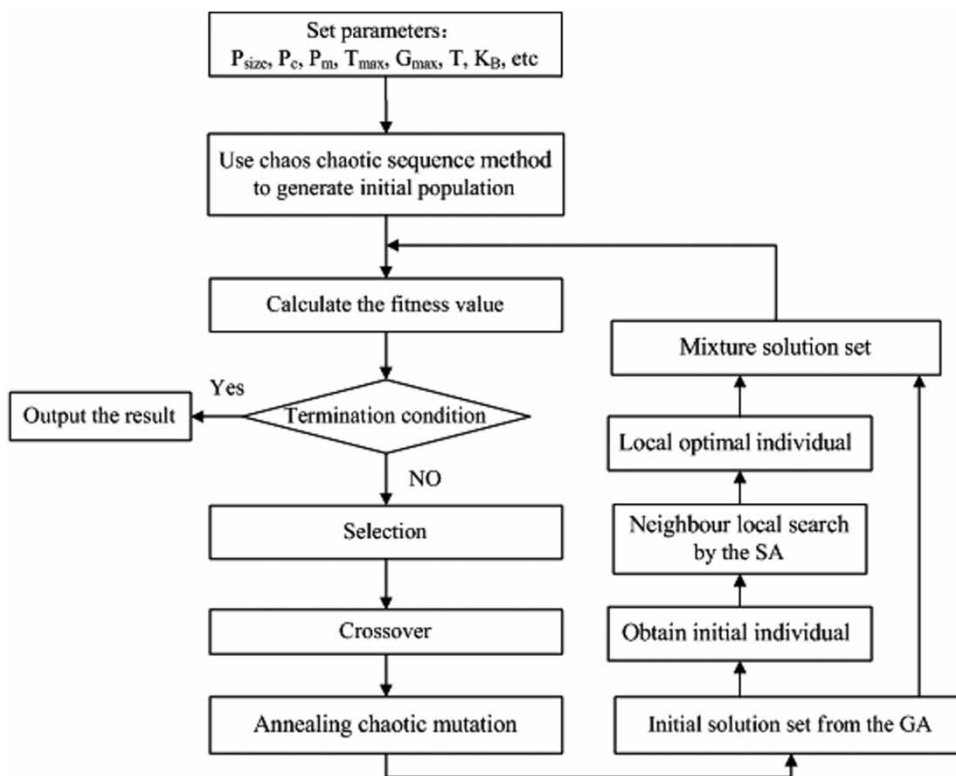 Set parameters:
Psize, Pc, Pm, Tmax, Gmax, T, KB, etc
Use chaos chaotic sequence method
to generate initial population
Calculate the fitness value
Yes
Output the result
Termination condition
NO
Selection
Crossover
Annealing chaotic mutation
Mixture solution set
Local optimal individual
Neighbour local search
by the SA
Obtain initial individual
Initial solution set from the GA